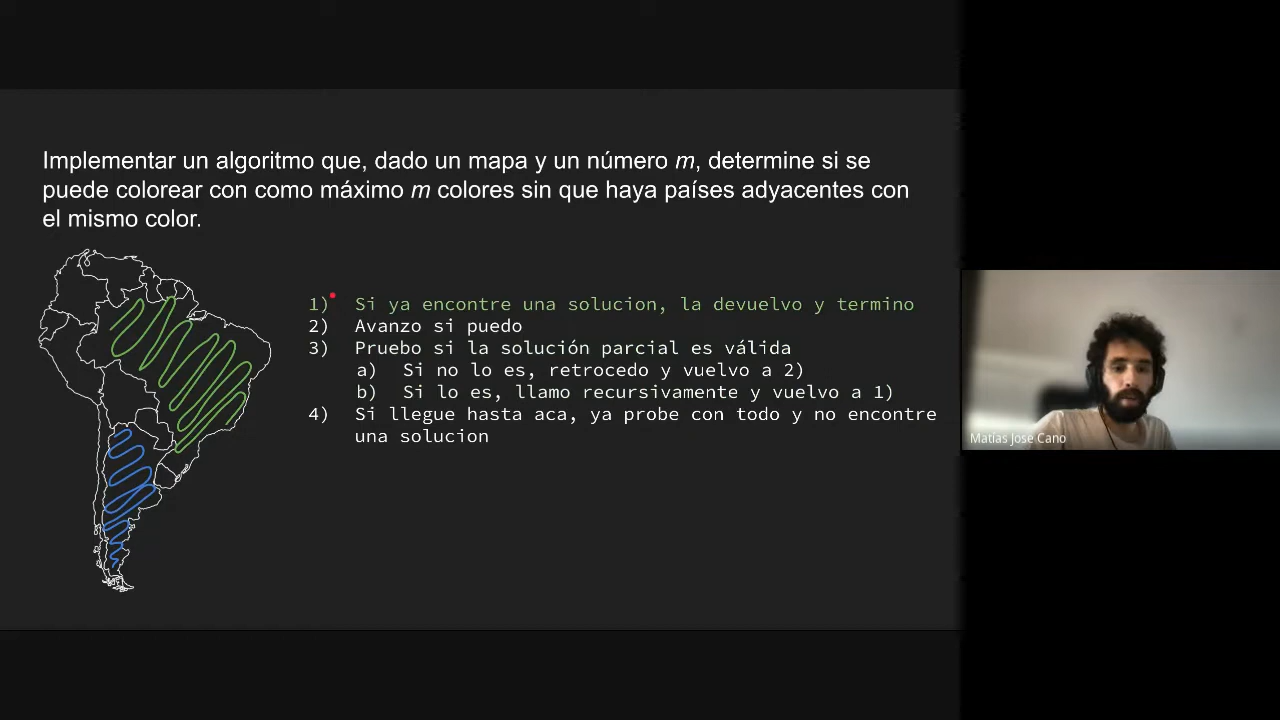 Implementar un algoritmo que, dado un mapa y un número m, determine si se
puede colorear con como máximo m colores sin que haya países adyacentes con
el mismo color.
1) Si ya encontre una solucion, la devuelvo y termino
2) Avanzo si puedo
3) Pruebo si la solución parcial es válida
a) Si no lo es, retrocedo y vuelvo a 2)
b) Si lo es, llamo recursivamente y vuelvo a 1)
4) Si llegue hasta aca, ya probe con todo y no encontre
una solucion
Matías Jose Cano